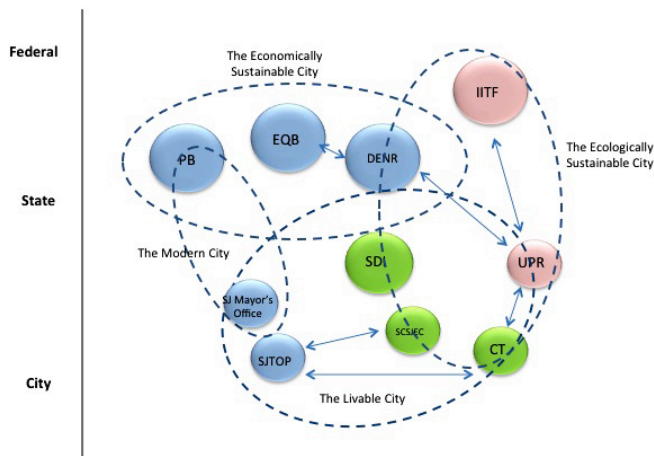 Federal
The Economically
Sustainable City
IITF
EQB
PB
DENR
The Ecologically
Sustainable City
State
The Modern City
SD
UPR
SJ Mayor's
Office
SCSJEC
SJTOP
CT
City
The Livable City